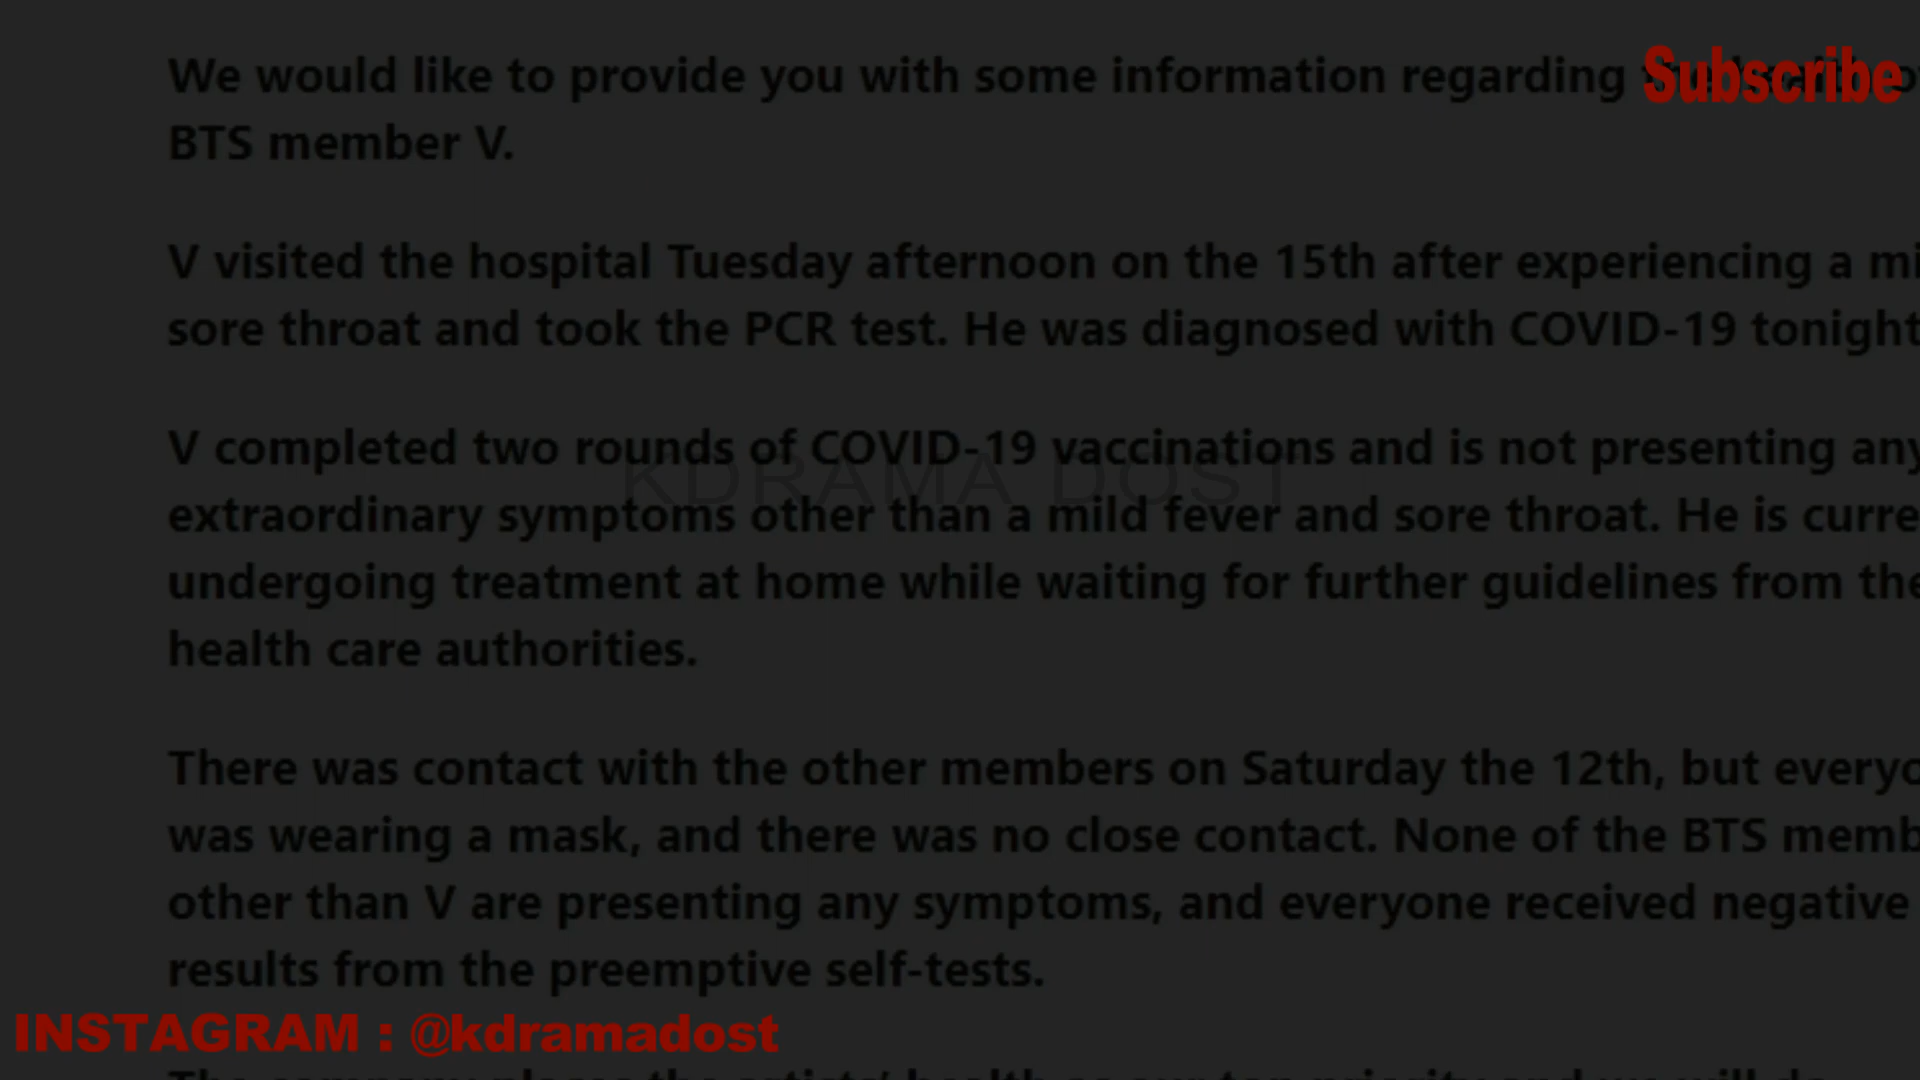 We would like to provide you with some information regarding
Subscribe
BTS member V.
V visited the hospital Tuesday afternoon on the 15th after experiencing a
sore throat and took the PCR test. He was diagnosed with COVID-19 tonight
V completed two rounds of COVID-19 vaccinations and is not presenting any
KDRAMA DOST
extraordinary symptoms other than a mild fever and sore throat. He is
undergoing treatment at home while waiting for further guidelines from the
health care authorities.
There was contact with the other members on Saturday the 12th, but
was wearing a mask, and there was no close contact. None of the BTS
other than V are presenting any symptoms, and everyone received negative
results from the preemptive self-tests.
INSTAGRAM : @kdramadost